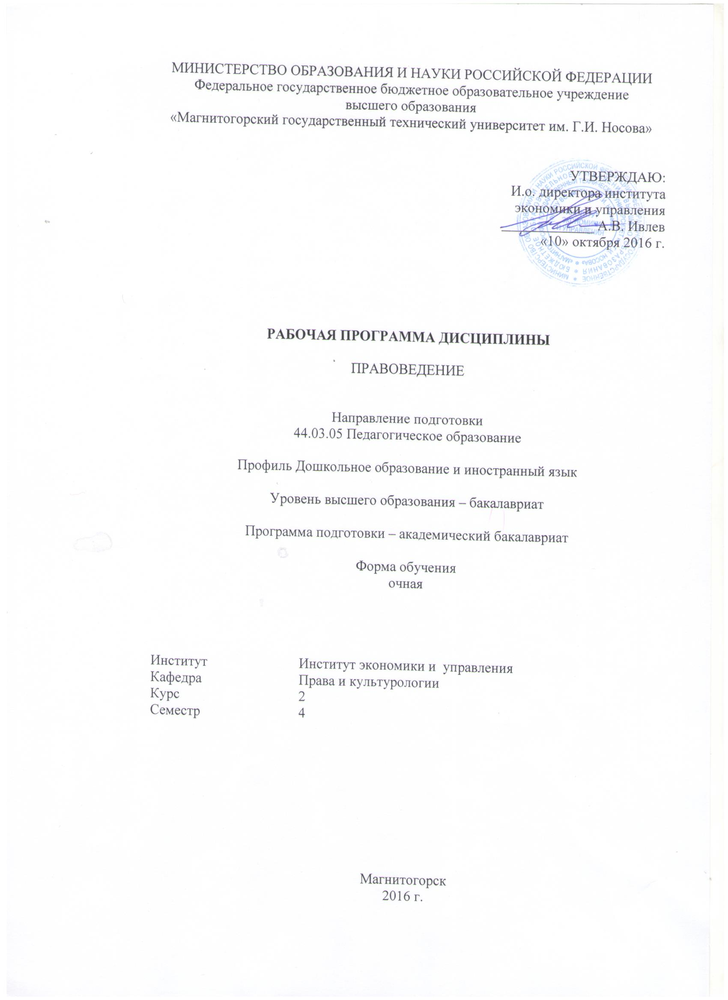 МИНИСТЕРСТВО ОБРАЗОВАНИЯ И НАУКИ РОССИЙСКОЙ ФЕДЕРАЦИИ
Федеральное государственное бюджетное образовательное учреждение
высшего образования
«Магнитогорский государственный технический университет им. Г.И. Носова»
УТВЕРЖДАЮ:
И.о. директора института
экономики и управления
А.В. Ивлев
«10» октября 2016 г.
РАБОЧАЯ ПРОГРАММА ДИСЦИПЛИНЫ
ПРАВОВЕДЕНИЕ
Направление подготовки
44.03.05 Педагогическое образование
Профиль Дошкольное образование и иностранный язык
Уровень высшего образования – бакалавриат
Программа подготовки – академический бакалавриат
Форма обучения
очная
Институт Институт экономики и управления
Кафедра Права и культурологии
Курс 2
Семестр 4
Магнитогорск
2016 г.